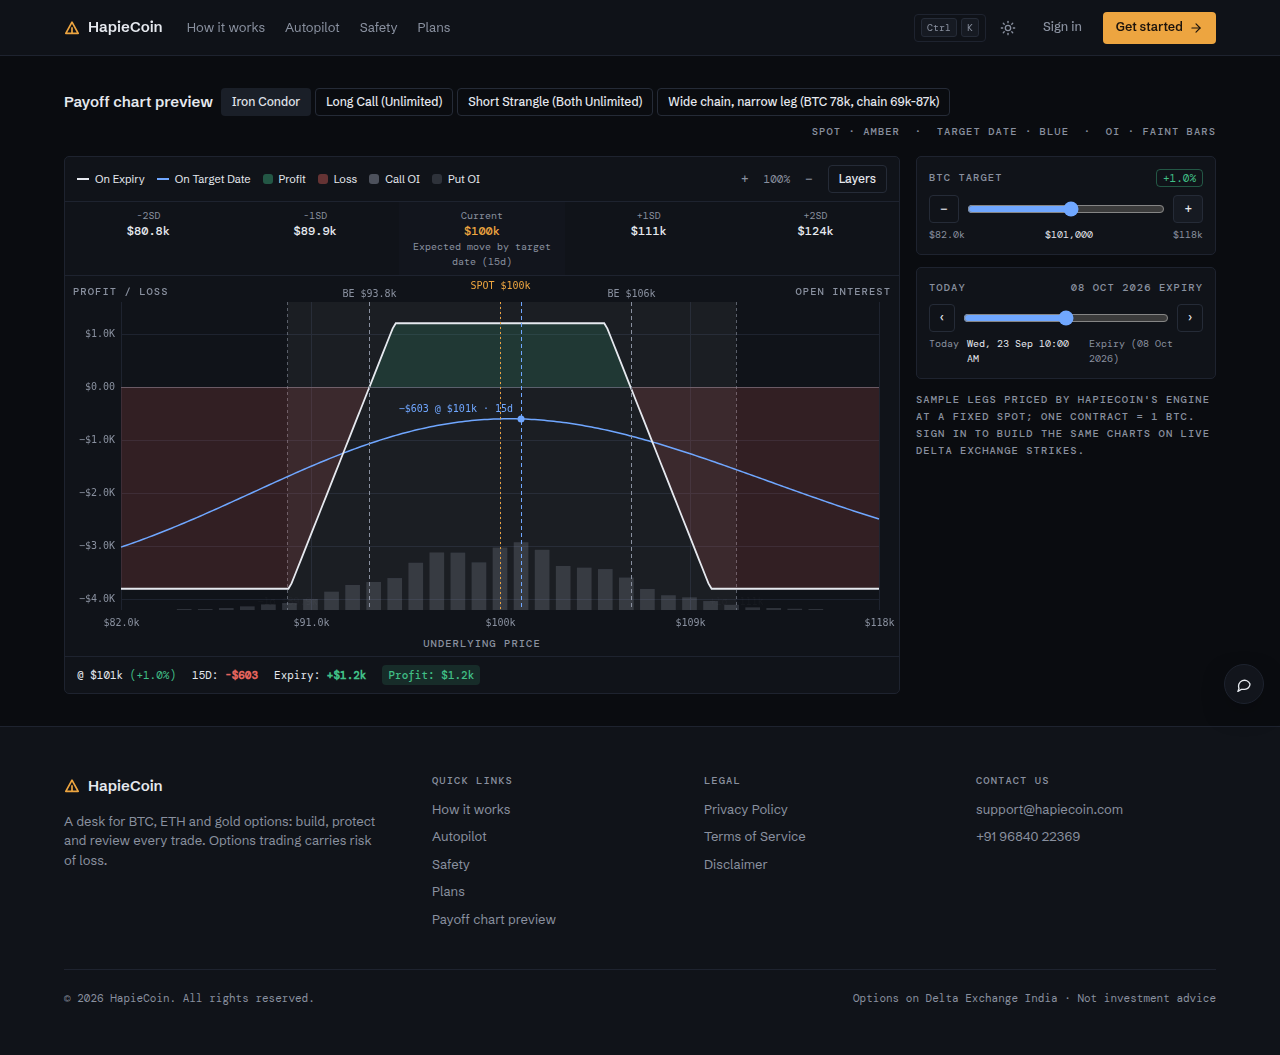 HapieCoin How it works Autopilot Safety Plans Ctrl K Sign in Get started →
Payoff chart preview Iron Condor Long Call (Unlimited) Short Strangle (Both Unlimited) Wide chain, narrow leg (BTC 78k, chain 69k-87k)
SPOT · AMBER · TARGET DATE · BLUE · OI · FAINT BARS
On Expiry On Target Date Profit Loss Call OI Put OI + 100% − Layers
-2SD -1SD Current +1SD +2SD
$80.8k $89.9k $100k $111k $124k
Expected move by target
date (15d)
PROFIT / LOSS BE $93.8k SPOT $100k BE $106k OPEN INTEREST
$1.0K
$0.00
−$603 @ $101k · 15d
−$1.0K
−$2.0K
−$3.0K
−$4.0K
$82.0k $91.0k $100k $109k $118k
UNDERLYING PRICE
@ $101k (+1.0%) 15D: -$603 Expiry: +$1.2k Profit: $1.2k
BTC TARGET +1.0%
− +
$82.0k $101,000 $118k
TODAY 08 OCT 2026 EXPIRY
‹ ›
Today Wed, 23 Sep 10:00 AM Expiry (08 Oct 2026)
SAMPLE LEGS PRICED BY HAPIECOIN'S ENGINE
AT A FIXED SPOT; ONE CONTRACT = 1 BTC.
SIGN IN TO BUILD THE SAME CHARTS ON LIVE
DELTA EXCHANGE STRIKES.
HapieCoin
A desk for BTC, ETH and gold options: build, protect
and review every trade. Options trading carries risk
of loss.
QUICK LINKS
How it works
Autopilot
Safety
Plans
Payoff chart preview
LEGAL
Privacy Policy
Terms of Service
Disclaimer
CONTACT US
support@hapiecoin.com
+91 96840 22369
© 2026 HapieCoin. All rights reserved.
Options on Delta Exchange India · Not investment advice